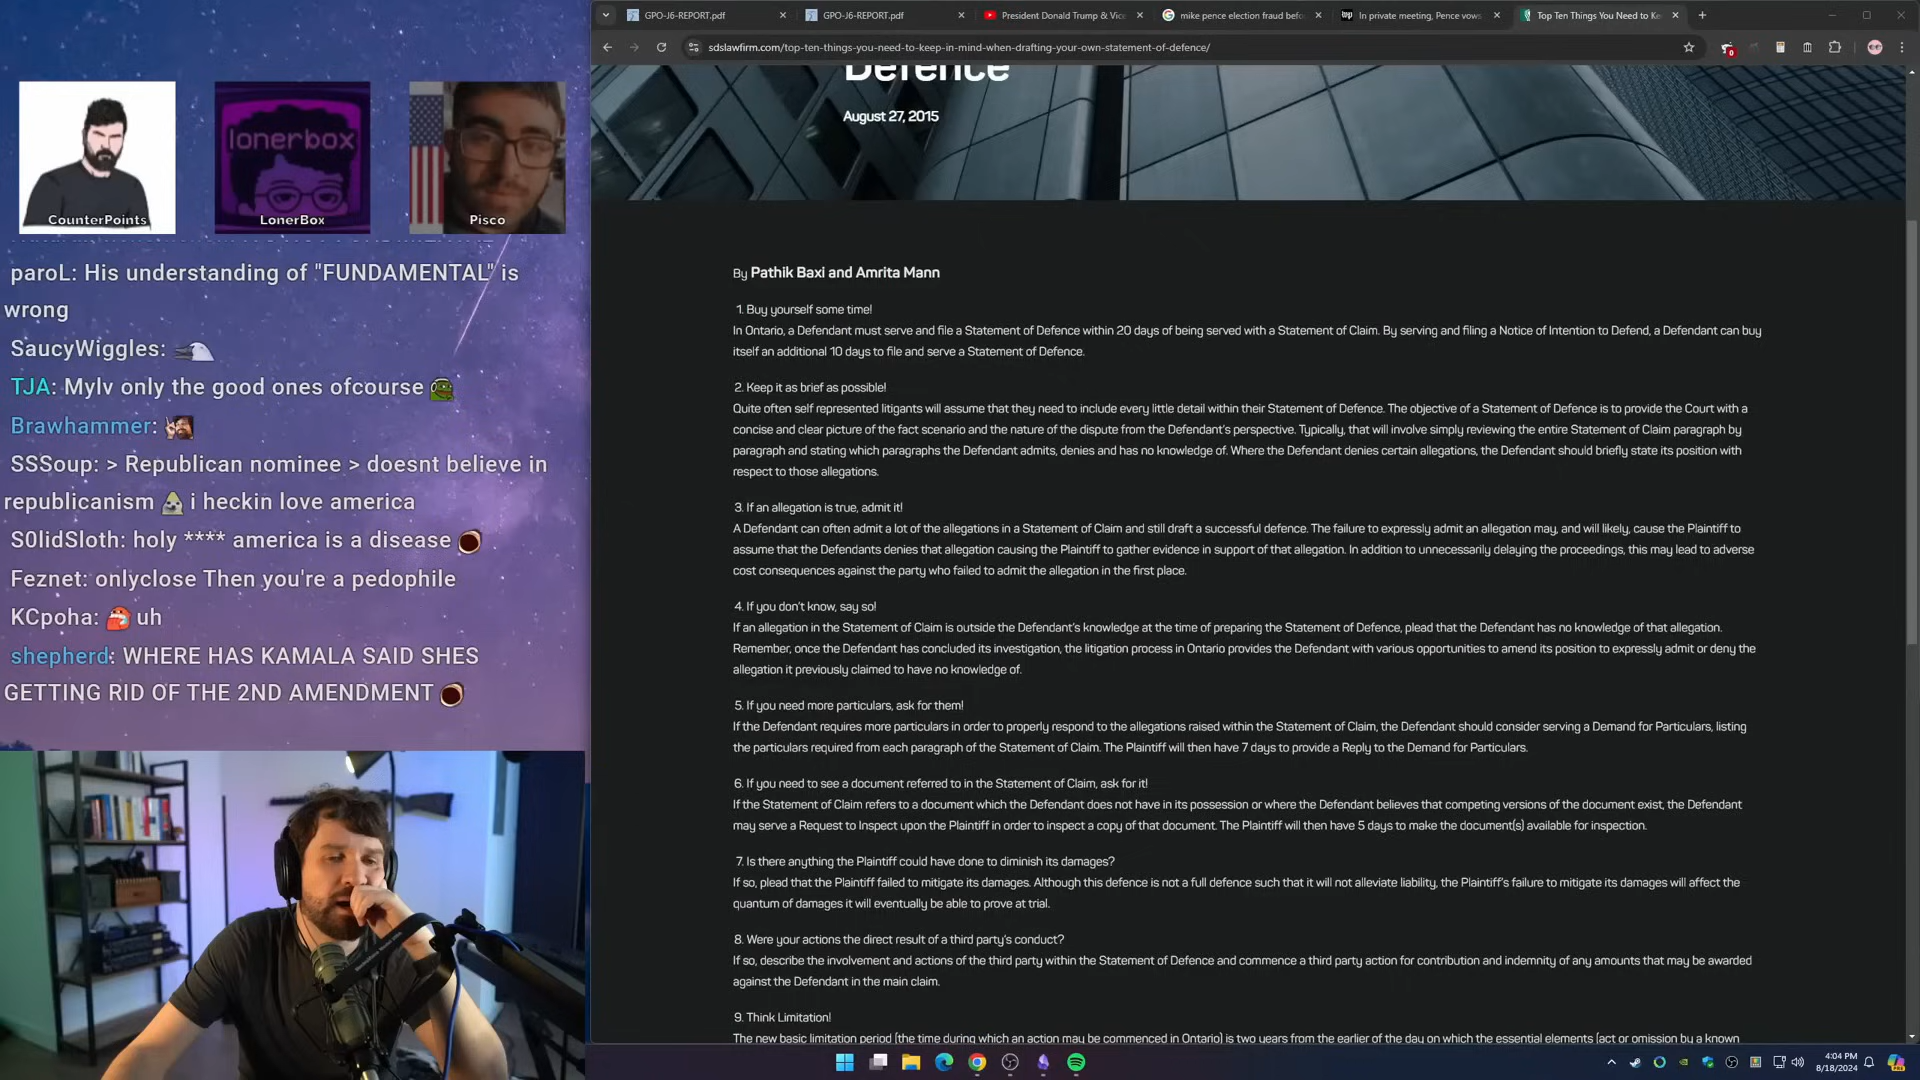 GPO-J6-REPORT.pdf
GPO-J6-REPORT.pdf
President Donald Trump & Vice
mike pence election fraud befo
In private meeting, Pence vows
Top Ten Things You Need to Ke
sdslawfirm.com/top-ten-things-you-need-to-keep-in-mind-when-drafting-your-own-statement-of-defence/
Defence
August 27, 2015
CounterPoints
lonerbox
LonerBox
Pisco
paroL: His understanding of "FUNDAMENTAL" is
wrong
SaucyWiggles:
TJA: Mylv only the good ones ofcourse
Brawhammer:
SSSoup: > Republican nominee > doesnt believe in
republicanism i heckin love america
S0lidSloth: holy **** america is a disease
Feznet: onlyclose Then you're a pedophile
KCpoha: uh
shepherd: WHERE HAS KAMALA SAID SHES
GETTING RID OF THE 2ND AMENDMENT
By Pathik Baxi and Amrita Mann
1. Buy yourself some time!
In Ontario, a Defendant must serve and file a Statement of Defence within 20 days of being served with a Statement of Claim. By serving and filing a Notice of Intention to Defend, a Defendant can buy
itself an additional 10 days to file and serve a Statement of Defence.
2. Keep it as brief as possible!
Quite often self represented litigants will assume that they need to include every little detail within their Statement of Defence. The objective of a Statement of Defence is to provide the Court with a
concise and clear picture of the fact scenario and the nature of the dispute from the Defendant's perspective. Typically, that will involve simply reviewing the entire Statement of Claim paragraph by
paragraph and stating which paragraphs the Defendant admits, denies and has no knowledge of. Where the Defendant denies certain allegations, the Defendant should briefly state its position with
respect to those allegations.
3. If an allegation is true, admit it!
A Defendant can often admit a lot of the allegations in a Statement of Claim and still draft a successful defence. The failure to expressly admit an allegation may, and will likely, cause the Plaintiff to
assume that the Defendants denies that allegation causing the Plaintiff to gather evidence in support of that allegation. In addition to unnecessarily delaying the proceedings, this may lead to adverse
cost consequences against the party who failed to admit the allegation in the first place.
4. If you don't know, say so!
If an allegation in the Statement of Claim is outside the Defendant's knowledge at the time of preparing the Statement of Defence, plead that the Defendant has no knowledge of that allegation.
Remember, once the Defendant has concluded its investigation, the litigation process in Ontario provides the Defendant with various opportunities to amend its position to expressly admit or deny the
allegation it previously claimed to have no knowledge of.
5. If you need more particulars, ask for them!
If the Defendant requires more particulars in order to properly respond to the allegations raised within the Statement of Claim, the Defendant should consider serving a Demand for Particulars, listing
the particulars required from each paragraph of the Statement of Claim. The Plaintiff will then have 7 days to provide a Reply to the Demand for Particulars.
6. If you need to see a document referred to in the Statement of Claim, ask for it!
If the Statement of Claim refers to a document which the Defendant does not have in its possession or where the Defendant believes that competing versions of the document exist, the Defendant
may serve a Request to Inspect upon the Plaintiff in order to inspect a copy of that document. The Plaintiff will then have 5 days to make the document(s) available for inspection.
7. Is there anything the Plaintiff could have done to diminish its damages?
If so, plead that the Plaintiff failed to mitigate its damages. Although this defence is not a full defence such that it will not alleviate liability, the Plaintiff's failure to mitigate its damages will affect the
quantum of damages it will eventually be able to prove at trial.
8. Were your actions the direct result of a third party's conduct?
If so, describe the involvement and actions of the third party within the Statement of Defence and commence a third party action for contribution and indemnity of any amounts that may be awarded
against the Defendant in the main claim.
9. Think Limitation!
The new basic limitation period (the time during which an action may be commenced in Ontario) is two years from the earlier of the day on which the essential elements (act or omission by a known
4:04 PM
8/18/2024